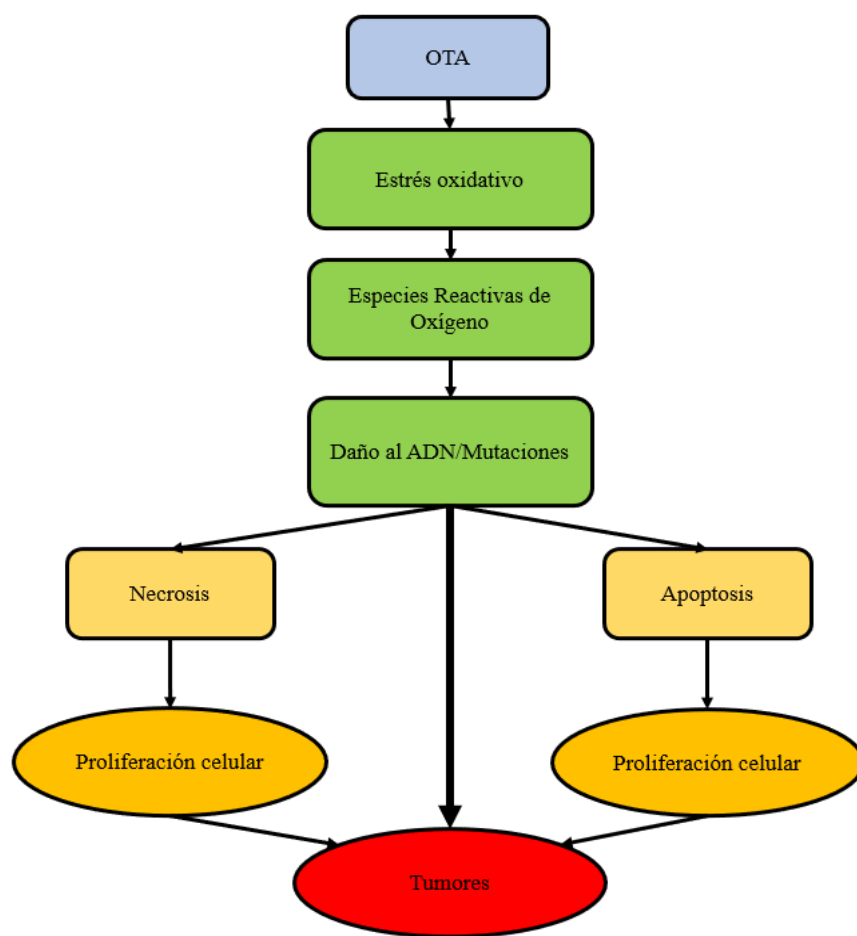 OTA
Estrés oxidativo
Especies Reactivas de
Oxígeno
Daño al ADN/Mutaciones
Necrosis
Apoptosis
Proliferación celular
Proliferación celular
Tumores